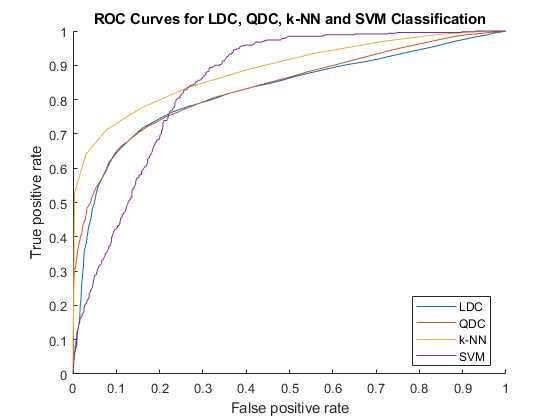 ROC Curves for LDC, QDC, k-NN and SVM Classification
1
0.9
0.8
0.7
0.6
0.5
0.4
0.3
0.2
0.1
0
True positive rate
0 0.1 0.2 0.3 0.4 0.5 0.6 0.7 0.8 0.9 1
False positive rate
LDC
QDC
k-NN
SVM